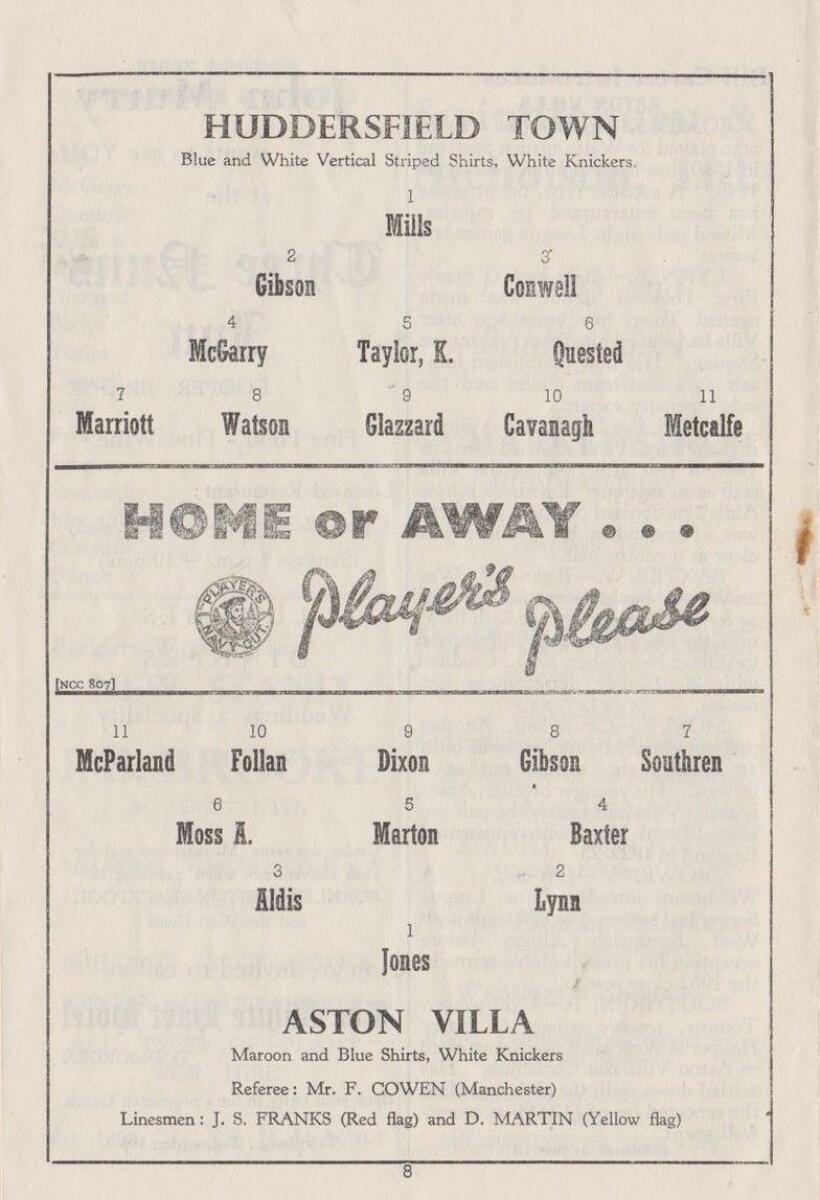 HUDDERSFIELD TOWN
Blue and White Vertical Striped Shirts, White Knickers.
1
Mills
2 3
Gibson Conwell
4 5 6
McGarry Taylor, K. Quested
7 8 9 10 11
Marriott Watson Glazzard Cavanagh Metcalfe
HOME or AWAY . . .
PLAYER'S
NAVY CUT.
Player's Please
[NCC 807]
11 10 9 8 7
McParland Follan Dixon Gibson Southren
6 5 4
Moss A. Marton Baxter
3 2
Aldis Lynn
1
Jones
ASTON VILLA
Maroon and Blue Shirts, White Knickers
Referee: Mr. F. COWEN (Manchester)
Linesmen: J. S. FRANKS (Red flag) and D. MARTIN (Yellow flag)
8